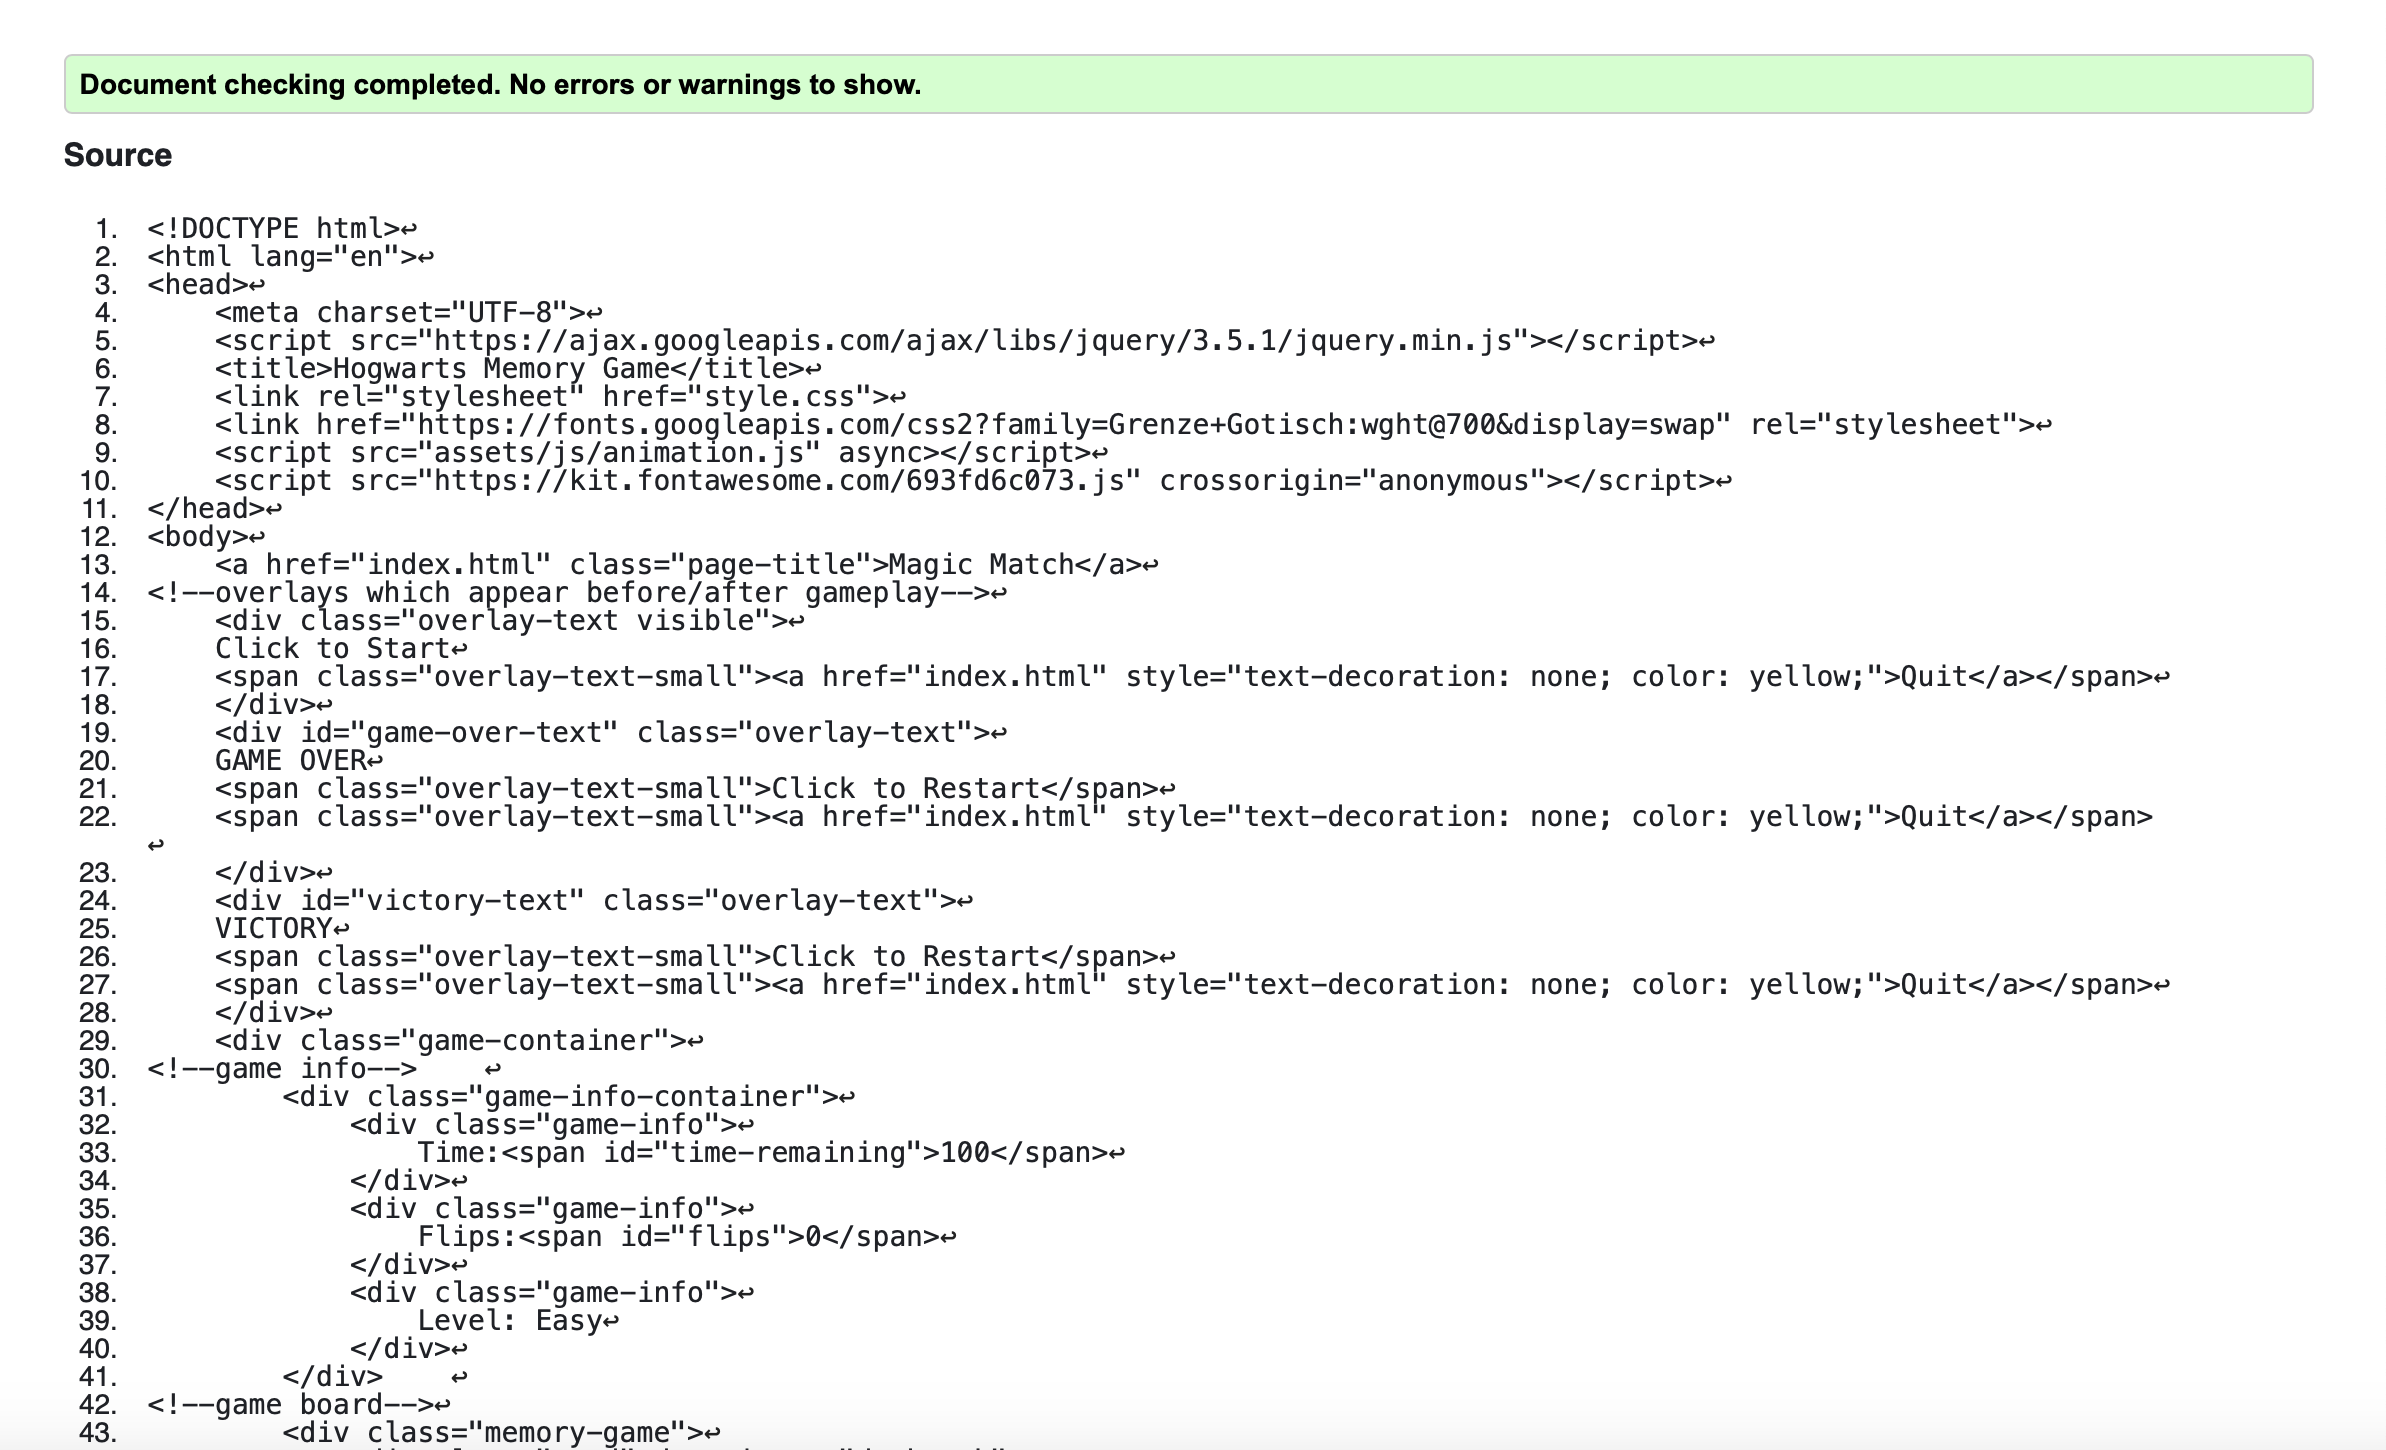 Document checking completed. No errors or warnings to show.
Source
1. <!DOCTYPE html>↩
2. <html lang="en">↩
3. <head>↩
4.     <meta charset="UTF-8">↩
5.     <script src="https://ajax.googleapis.com/ajax/libs/jquery/3.5.1/jquery.min.js"></script>↩
6.     <title>Hogwarts Memory Game</title>↩
7.     <link rel="stylesheet" href="style.css">↩
8.     <link href="https://fonts.googleapis.com/css2?family=Grenze+Gotisch:wght@700&display=swap" rel="stylesheet">↩
9.     <script src="assets/js/animation.js" async></script>↩
10.     <script src="https://kit.fontawesome.com/693fd6c073.js" crossorigin="anonymous"></script>↩
11. </head>↩
12. <body>↩
13.     <a href="index.html" class="page-title">Magic Match</a>↩
14. <!--overlays which appear before/after gameplay-->↩
15.     <div class="overlay-text visible">↩
16.     Click to Start↩
17.     <span class="overlay-text-small"><a href="index.html" style="text-decoration: none; color: yellow;">Quit</a></span>↩
18.     </div>↩
19.     <div id="game-over-text" class="overlay-text">↩
20.     GAME OVER↩
21.     <span class="overlay-text-small">Click to Restart</span>↩
22.     <span class="overlay-text-small"><a href="index.html" style="text-decoration: none; color: yellow;">Quit</a></span>
↩
23.     </div>↩
24.     <div id="victory-text" class="overlay-text">↩
25.     VICTORY↩
26.     <span class="overlay-text-small">Click to Restart</span>↩
27.     <span class="overlay-text-small"><a href="index.html" style="text-decoration: none; color: yellow;">Quit</a></span>↩
28.     </div>↩
29.     <div class="game-container">↩
30. <!--game info-->    ↩
31.         <div class="game-info-container">↩
32.             <div class="game-info">↩
33.                 Time:<span id="time-remaining">100</span>↩
34.             </div>↩
35.             <div class="game-info">↩
36.                 Flips:<span id="flips">0</span>↩
37.             </div>↩
38.             <div class="game-info">↩
39.                 Level: Easy↩
40.             </div>↩
41.         </div>    ↩
42. <!--game board-->↩
43.         <div class="memory-game">↩